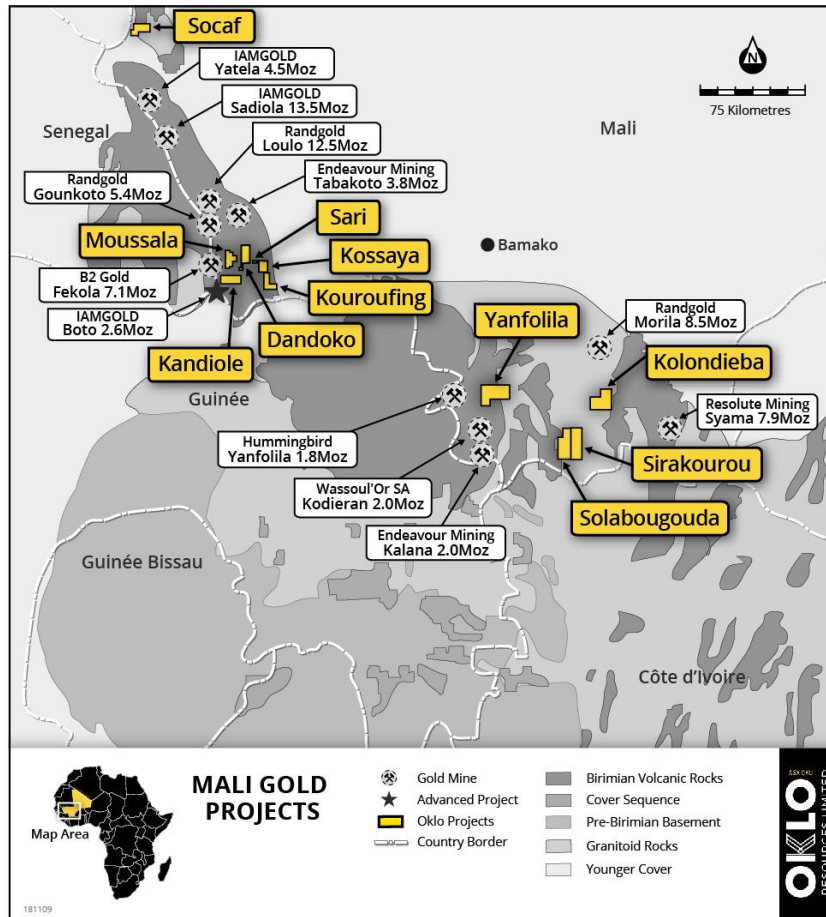 Socaf
IAMGOLD
Yatela 4.5Moz
IAMGOLD
Sadiola 13.5Moz
75 Kilometres
Senegal
Randgold
Loulo 12.5Moz
Mali
Randgold
Gounkoto 5.4Moz
Endeavour Mining
Tabakoto 3.8Moz
Sari
Moussala
Kossaya
Bamako
B2 Gold
Fekola 7.1Moz
Kouroufing
IAMGOLD
Boto 2.6Moz
Dandoko
Yanfolila
Randgold
Morila 8.5Moz
Kandiole
Kolondieba
Guinée
Resolute Mining
Syama 7.9Moz
Hummingbird
Yanfolila 1.8Moz
Sirakourou
Wassoul'Or SA
Kodieran 2.0Moz
Solabougouda
Endeavour Mining
Kalana 2.0Moz
Guinée Bissau
Côte d'Ivoire
Map Area
MALI GOLD
PROJECTS
Gold Mine
Advanced Project
Oklo Projects
Country Border
Birimian Volcanic Rocks
Cover Sequence
Pre-Birimian Basement
Granitoid Rocks
Younger Cover
ASX:OKU
OKLO
RESOURCES LIMITED
181109